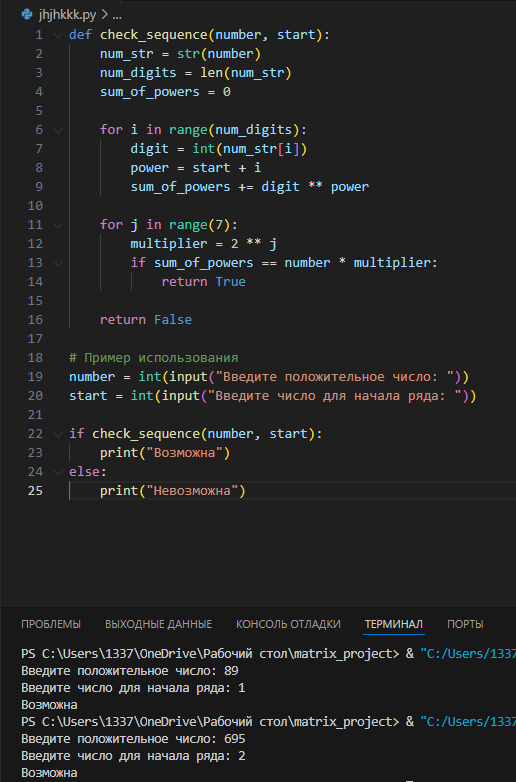 jhjhkkk.py > ...
1 def check_sequence(number, start):
2 num_str = str(number)
3 num_digits = len(num_str)
4 sum_of_powers = 0
5
6 for i in range(num_digits):
7 digit = int(num_str[i])
8 power = start + i
9 sum_of_powers += digit ** power
10
11 for j in range(7):
12 multiplier = 2 ** j
13 if sum_of_powers == number * multiplier:
14 return True
15
16 return False
17
18 # Пример использования
19 number = int(input("Введите положительное число: "))
20 start = int(input("Введите число для начала ряда: "))
21
22 if check_sequence(number, start):
23 print("Возможна")
24 else:
25 print("Невозможна")
ПРОБЛЕМЫ ВЫХОДНЫЕ ДАННЫЕ КОНСОЛЬ ОТЛАДКИ ТЕРМИНАЛ ПОРТЫ
PS C:\Users\1337\OneDrive\Рабочий стол\matrix_project> & "C:/Users/1337
Введите положительное число: 89
Введите число для начала ряда: 1
Возможна
PS C:\Users\1337\OneDrive\Рабочий стол\matrix_project> & "C:/Users/1337
Введите положительное число: 695
Введите число для начала ряда: 2
Возможна